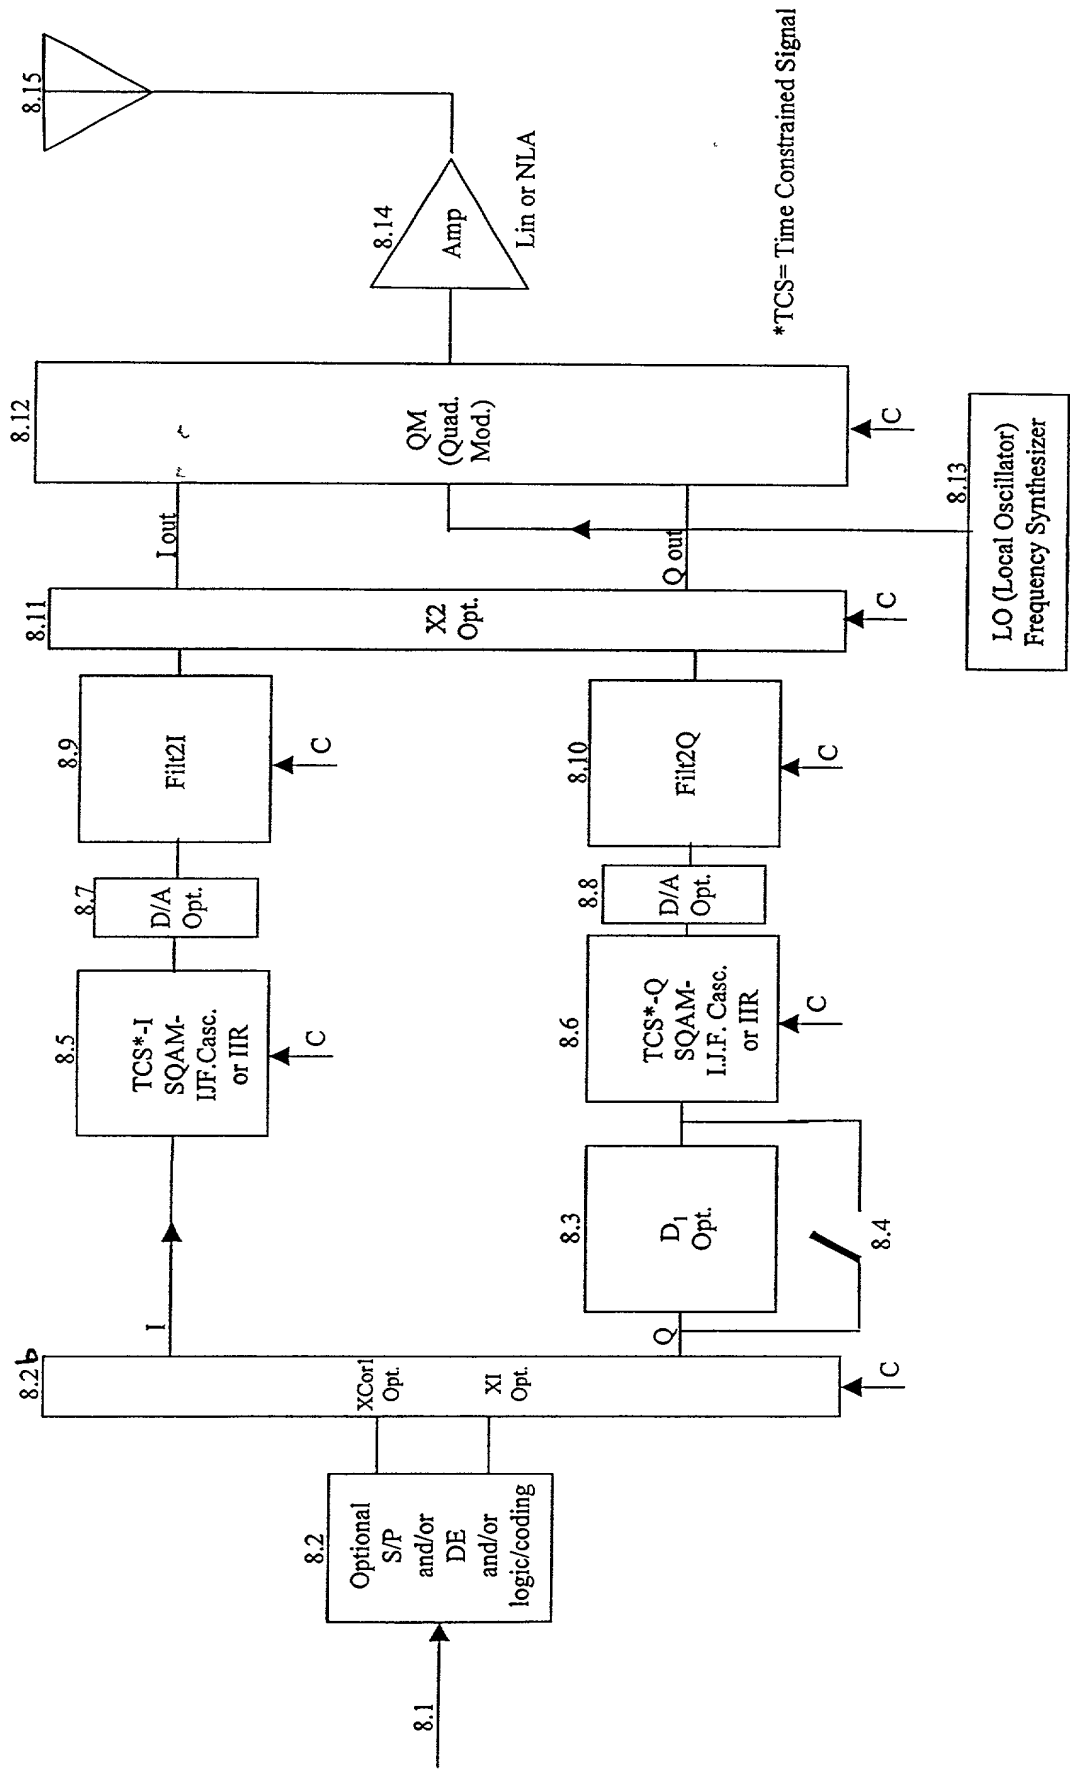 8.1
8.2
Optional
S/P
and/or
DE
and/or
logic/coding
8.2b
XCor1
Opt.
XI
Opt.
C
I
Q
8.3
D1
Opt.
8.4
8.5
TCS*-I
SQAM-
IJF.Casc.
or IIR
C
8.6
TCS*-Q
SQAM-
I.J.F. Casc.
or IIR
C
8.7
D/A
Opt.
8.8
D/A
Opt.
8.9
Filt2I
C
8.10
Filt2Q
C
8.11
X2
Opt.
C
I out
Q out
8.12
QM
(Quad.
Mod.)
C
8.13
LO (Local Oscillator)
Frequency Synthesizer
8.14
Amp
Lin or NLA
8.15
*TCS= Time Constrained Signal